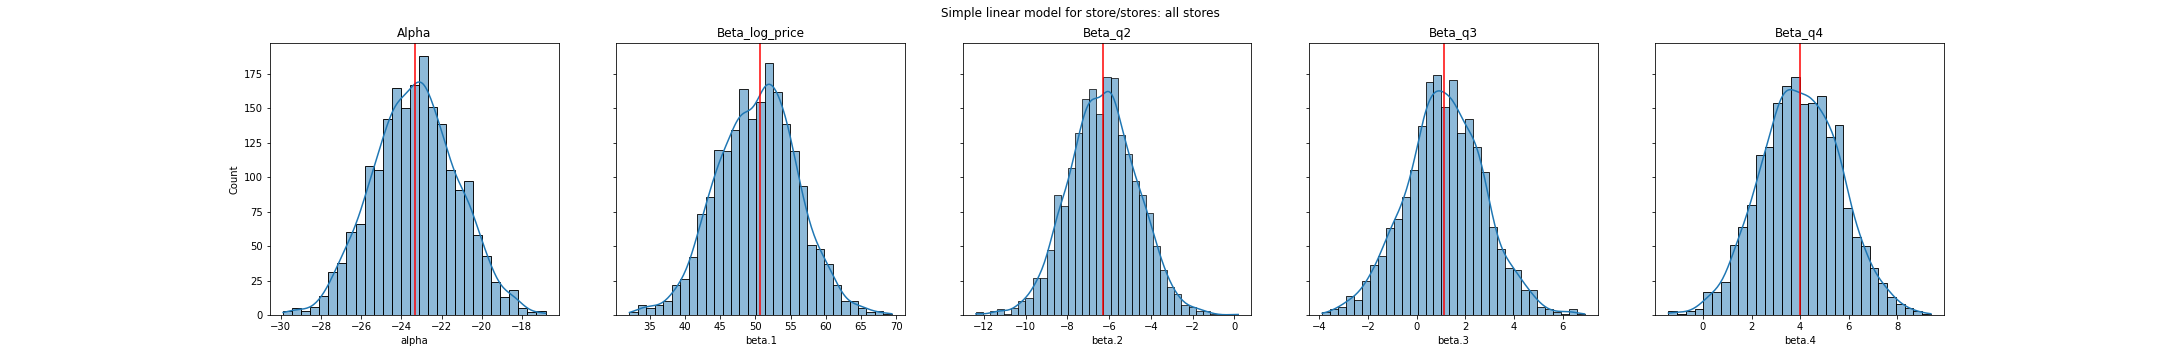 Simple linear model for store/stores: all stores
Alpha
Beta_log_price
Beta_q2
Beta_q3
Beta_q4
Count
175
150
125
100
75
50
25
0
−30 −28 −26 −24 −22 −20 −18
35 40 45 50 55 60 65 70
−12 −10 −8 −6 −4 −2 0
−4 −2 0 2 4 6
0 2 4 6 8
alpha
beta.1
beta.2
beta.3
beta.4